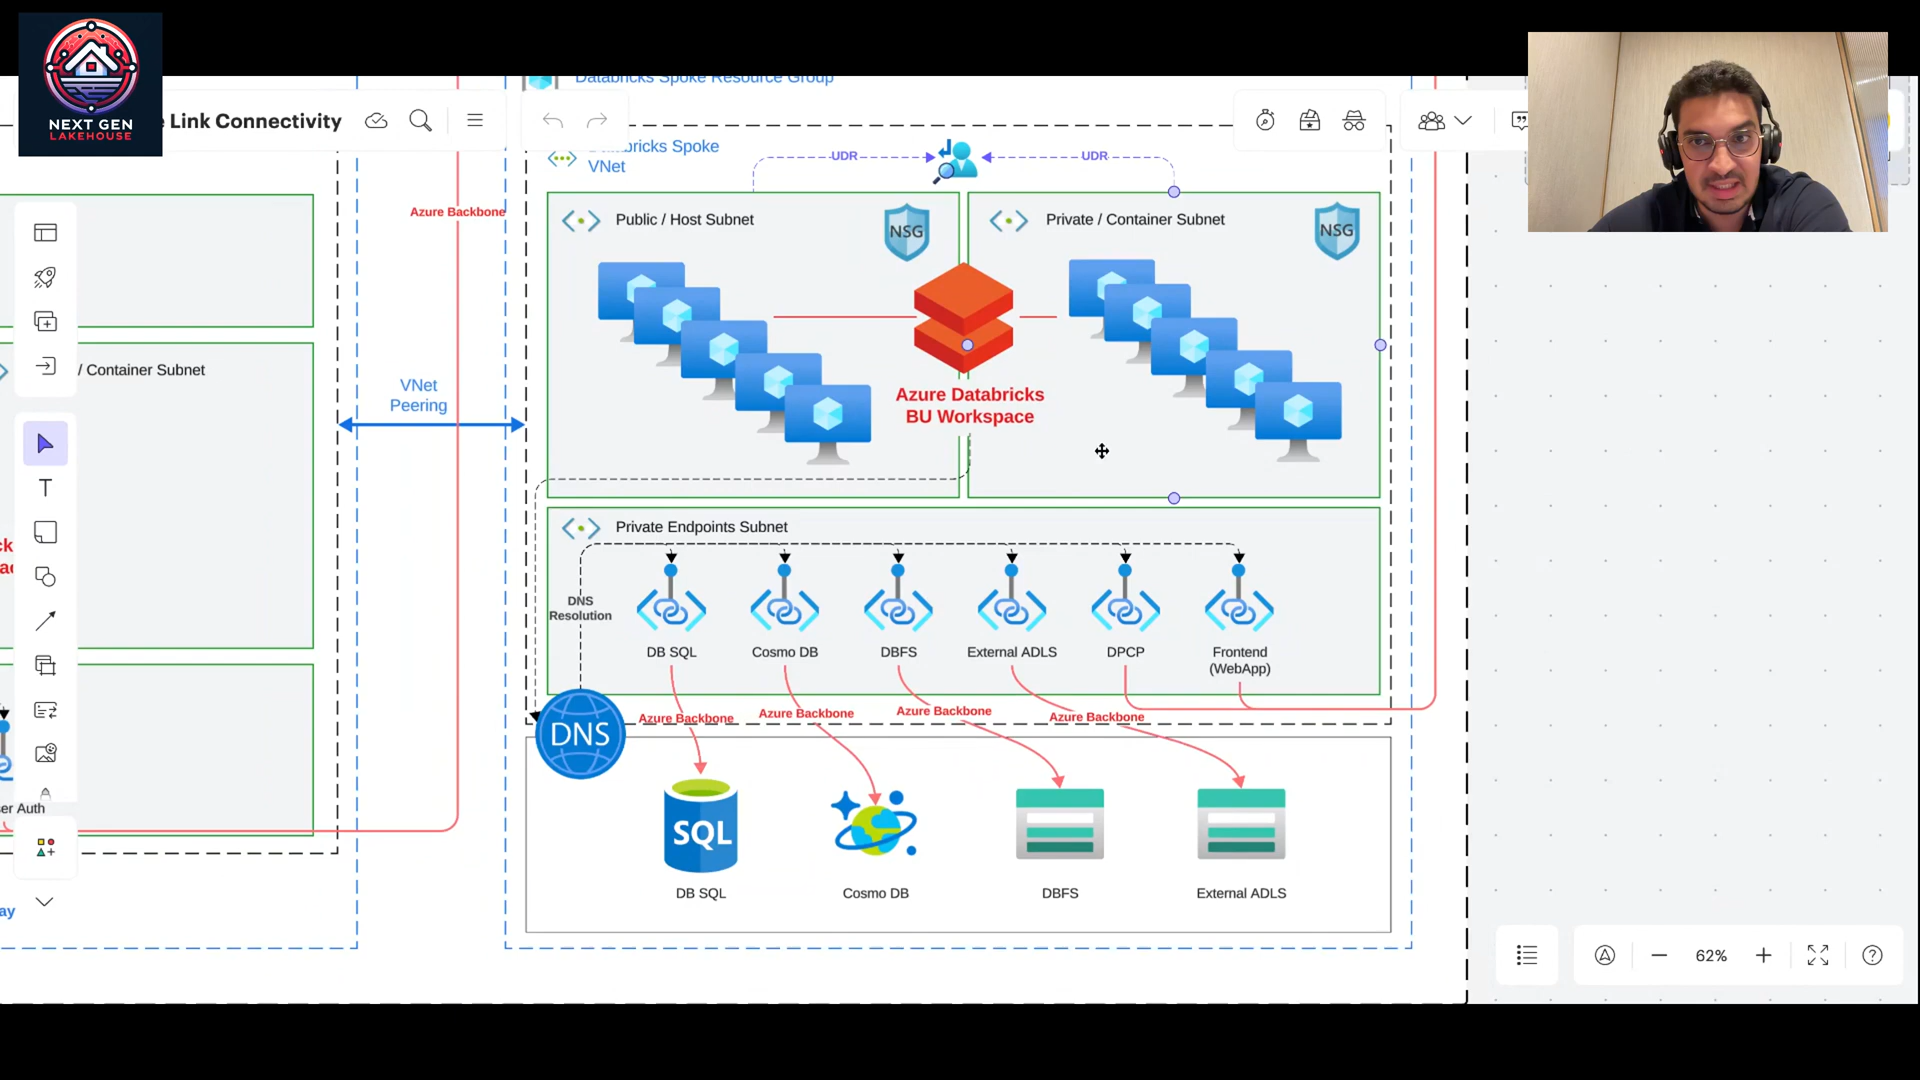 NEXT GEN
LAKEHOUSE
Link Connectivity
Databricks Spoke Resource Group
Spoke
VNet
UDR
UDR
Azure Backbone
Public / Host Subnet
NSG
Private / Container Subnet
NSG
/ Container Subnet
VNet
Peering
Azure Databricks
BU Workspace
Private Endpoints Subnet
DNS
Resolution
DB SQL
Cosmo DB
DBFS
External ADLS
DPCP
Frontend
(WebApp)
Azure Backbone
Azure Backbone
Azure Backbone
Azure Backbone
DNS
SQL
DB SQL
Cosmo DB
DBFS
External ADLS
Auth
T
62%